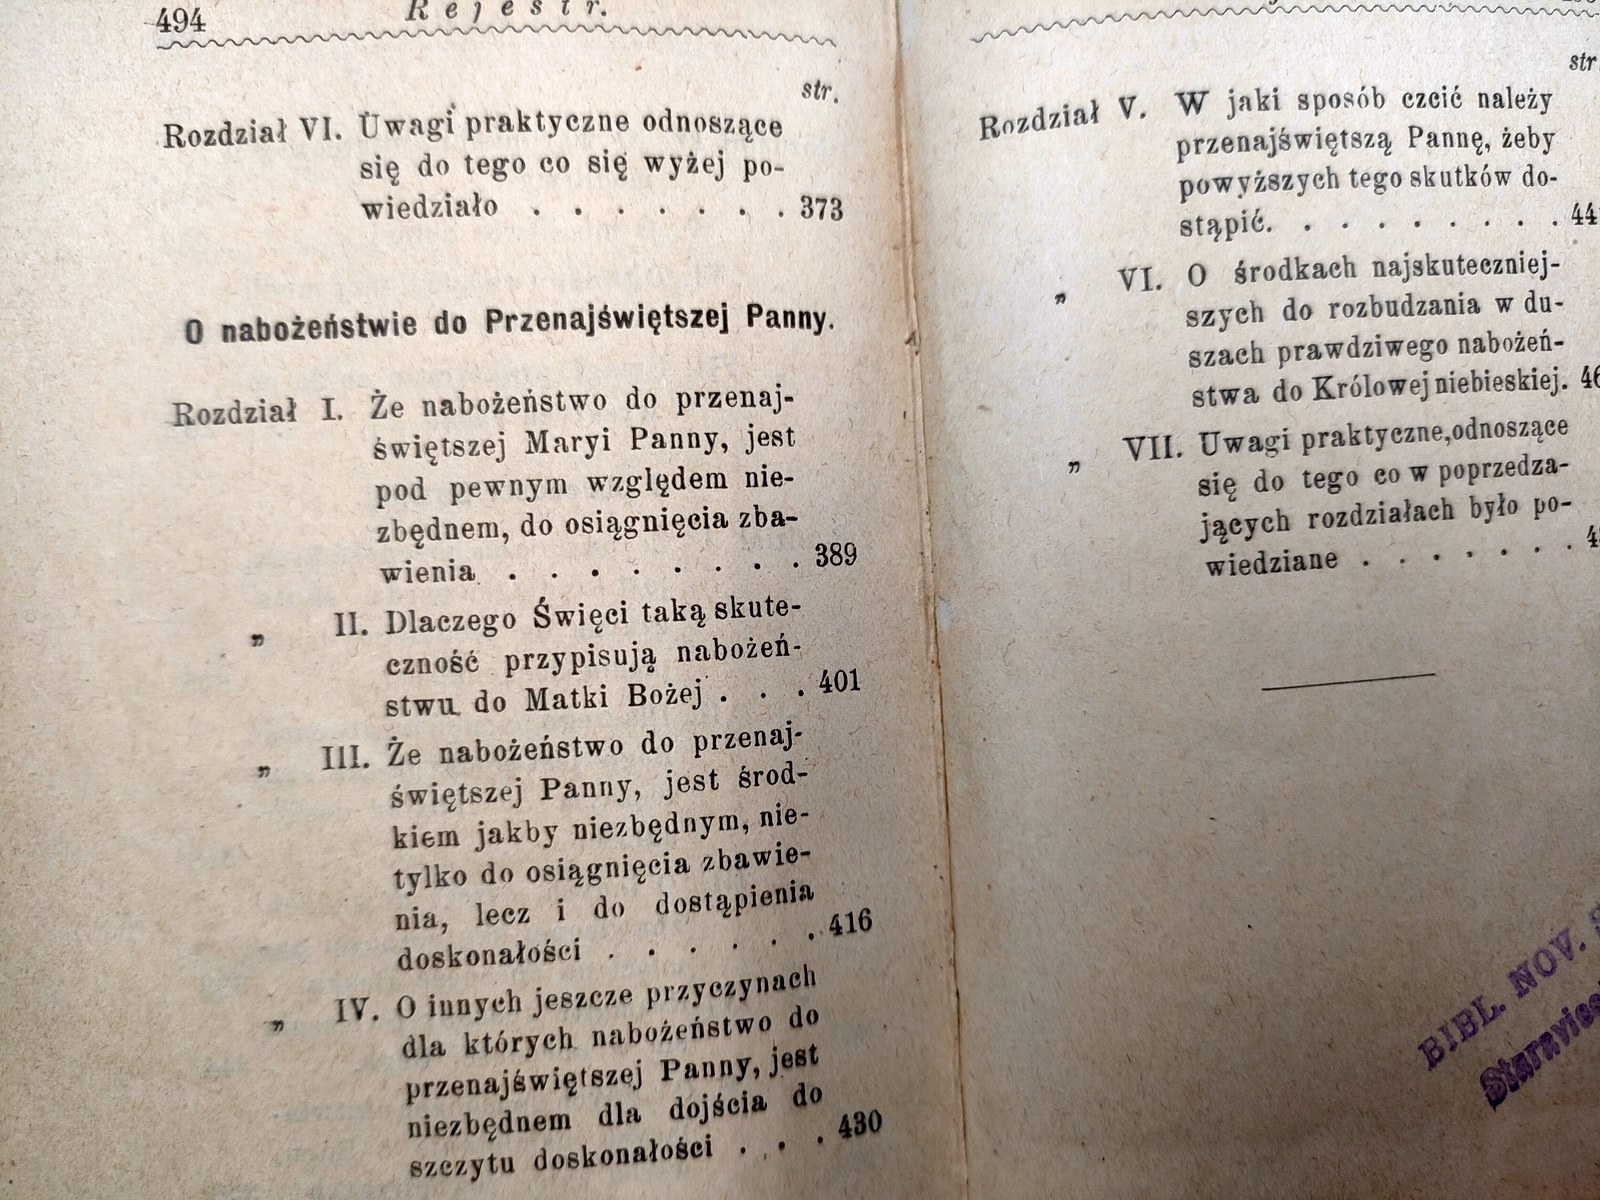 494 Rejestr.
str.
Rozdział VI. Uwagi praktyczne odnoszące
się do tego co się wyżej po-
wiedziało . . . . . . . 373
O nabożeństwie do Przenajświętszej Panny.
Rozdział I. Że nabożeństwo do przenaj-
świętszej Maryi Panny, jest
pod pewnym względem nie-
zbędnem, do osiągnięcia zba-
wienia . . . . . . . . 389
„ II. Dlaczego Święci taką skute-
czność przypisują nabożeń-
stwu do Matki Bożej . . . 401
„ III. Że nabożeństwo do przenaj-
świętszej Panny, jest środ-
kiem jakby niezbędnym, nie-
tylko do osiągnięcia zbawie-
nia, lecz i do dostąpienia
doskonałości . . . . . . 416
„ IV. O innych jeszcze przyczynach
dla których nabożeństwo do
przenajświętszej Panny, jest
niezbędnem dla dojścia do
szczytu doskonałości . . . 430
str.
Rozdział V. W jaki sposób czcić należy
przenajświętszą Pannę, żeby
powyższych tego skutków do-
stąpić. . . . . . . . .
„ VI. O środkach najskuteczniej-
szych do rozbudzania w du-
szach prawdziwego nabożeń-
stwa do Królowej niebieskiej.
„ VII. Uwagi praktyczne, odnoszące
się do tego co w poprzedza-
jących rozdziałach było po-
wiedziane . . . . . .
BIBL. NOV.